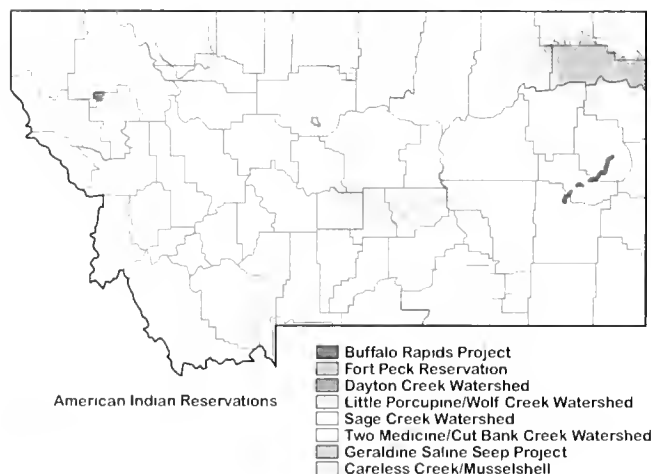 American Indian Reservations
Buffalo Rapids Project
Fort Peck Reservation
Dayton Creek Watershed
Little Porcupine/Wolf Creek Watershed
Sage Creek Watershed
Two Medicine/Cut Bank Creek Watershed
Geraldine Saline Seep Project
Careless Creek/Musselshell